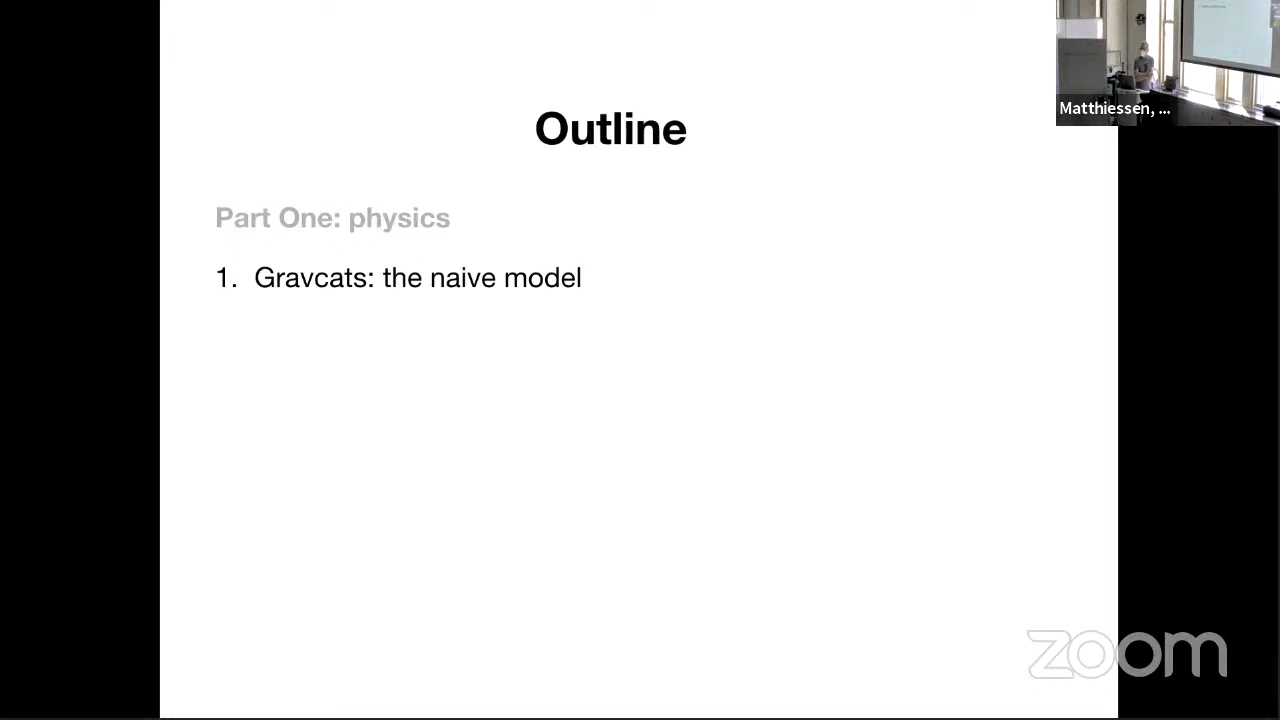 Outline
Matthiessen, ...
Part One: physics
1. Gravcats: the naive model
zoom